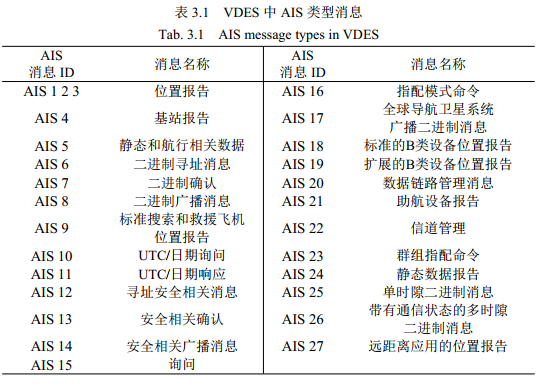 表 3.1 VDES 中 AIS 类型消息
Tab. 3.1 AIS message types in VDES
AIS
消息 ID
消息名称
AIS
消息 ID
消息名称
AIS 1 2 3
位置报告
AIS 16
指配模式命令
AIS 4
基站报告
AIS 17
全球导航卫星系统
广播二进制消息
AIS 5
静态和航行相关数据
AIS 18
标准的B类设备位置报告
AIS 6
二进制寻址消息
AIS 19
扩展的B类设备位置报告
AIS 7
二进制确认
AIS 20
数据链路管理消息
AIS 8
二进制广播消息
AIS 21
助航设备报告
AIS 9
标准搜索和救援飞机
位置报告
AIS 22
信道管理
AIS 10
UTC/日期询问
AIS 23
群组指配命令
AIS 11
UTC/日期响应
AIS 24
静态数据报告
AIS 12
寻址安全相关消息
AIS 25
单时隙二进制消息
AIS 13
安全相关确认
AIS 26
带有通信状态的多时隙
二进制消息
AIS 14
安全相关广播消息
AIS 27
远距离应用的位置报告
AIS 15
询问